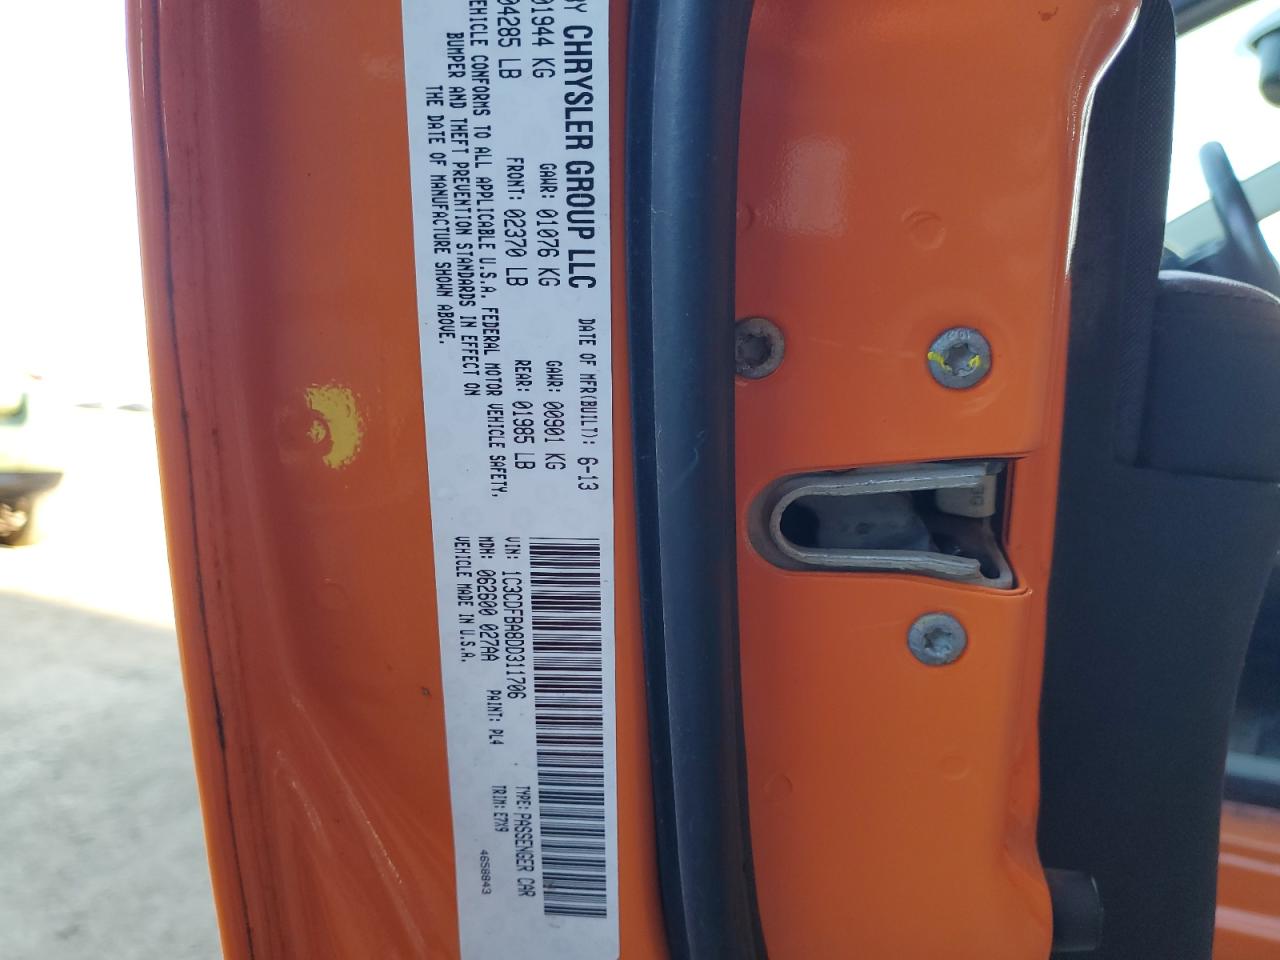 BY CHRYSLER GROUP LLC
DATE OF MFR(BUILT): 6-13
01944 KG
GAWR: 01076 KG
GAWR: 00901 KG
04285 LB
FRONT: 02370 LB
REAR: 01985 LB
VEHICLE CONFORMS TO ALL APPLICABLE U.S.A. FEDERAL MOTOR VEHICLE SAFETY,
BUMPER AND THEFT PREVENTION STANDARDS IN EFFECT ON
THE DATE OF MANUFACTURE SHOWN ABOVE.
VIN: 1C3CDFBA8DD311706
TYPE: PASSENGER CAR
MDH: 062600 027AA
PAINT: PL4
TRIM: E7X9
VEHICLE MADE IN U.S.A.
4658843